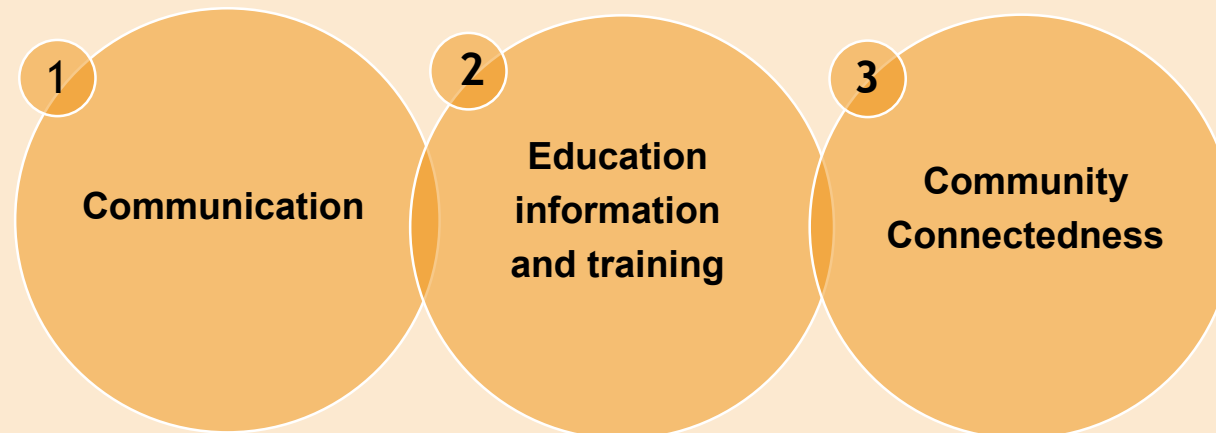 1
Communication
2
Education
information
and training
3
Community
Connectedness